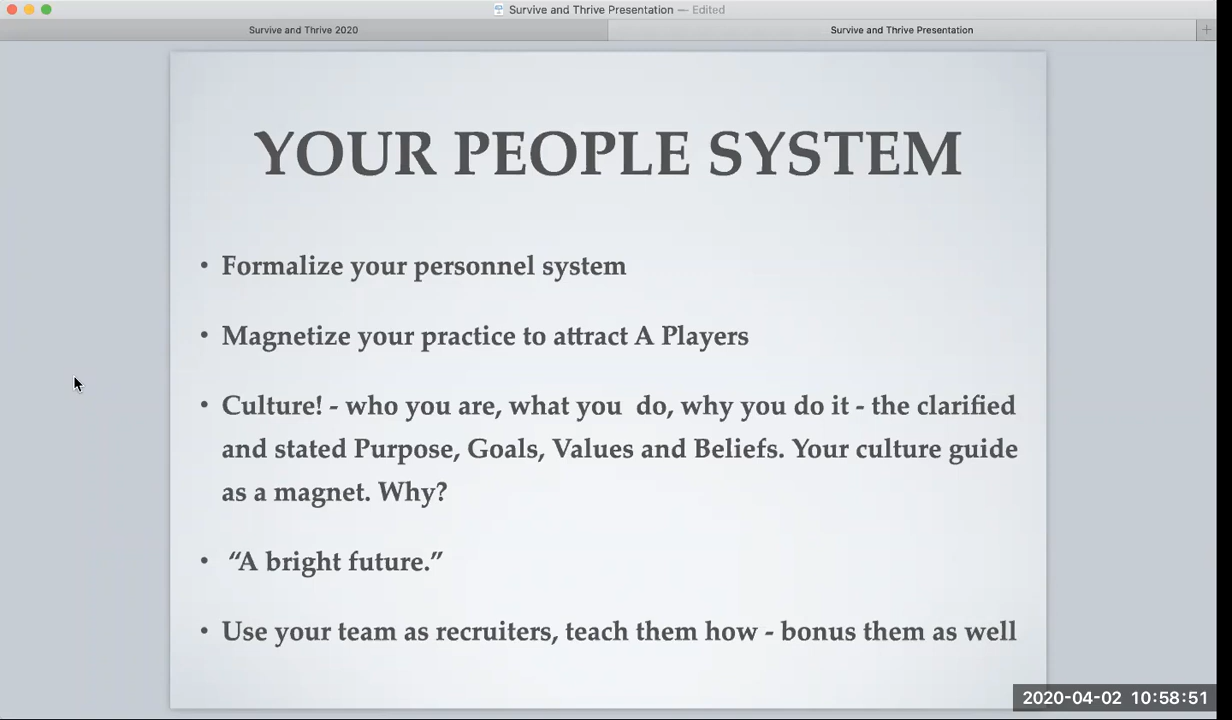 Survive and Thrive Presentation — Edited
Survive and Thrive 2020
Survive and Thrive Presentation
+
YOUR PEOPLE SYSTEM
• Formalize your personnel system
• Magnetize your practice to attract A Players
• Culture! - who you are, what you  do, why you do it - the clarified
and stated Purpose, Goals, Values and Beliefs. Your culture guide
as a magnet. Why?
• “A bright future.”
• Use your team as recruiters, teach them how - bonus them as well
2020-04-02 10:58:51